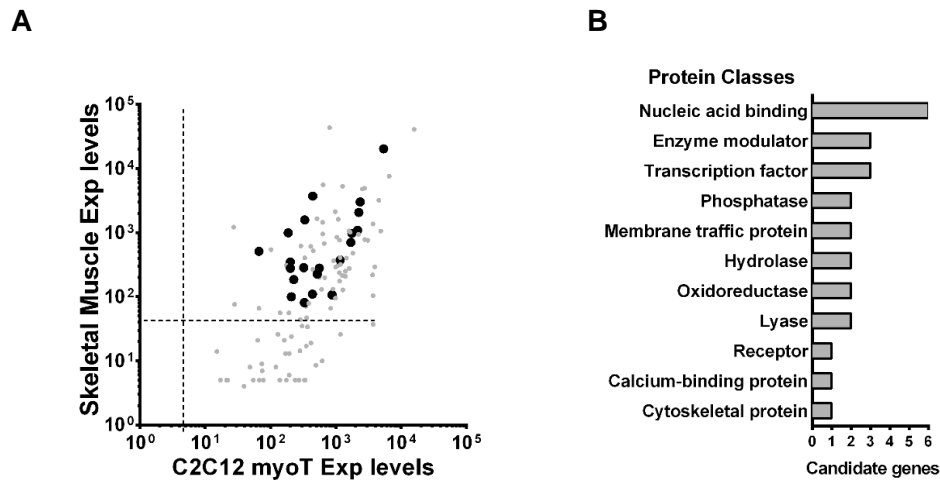 A
B
Skeletal Muscle Exp levels
10^5
10^4
10^3
10^2
10^1
10^0
10^0 10^1 10^2 10^3 10^4 10^5
C2C12 myoT Exp levels
Protein Classes
Nucleic acid binding
Enzyme modulator
Transcription factor
Phosphatase
Membrane traffic protein
Hydrolase
Oxidoreductase
Lyase
Receptor
Calcium-binding protein
Cytoskeletal protein
0 1 2 3 4 5 6
Candidate genes